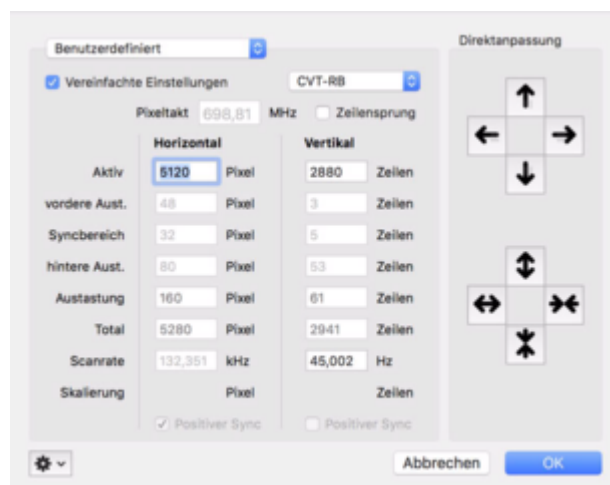 Benutzerdefiniert
Direktanpassung
Vereinfachte Einstellungen CVT-RB
Pixeltakt 698,81 MHz Zeilensprung
Horizontal Vertikal
Aktiv 5120 Pixel 2880 Zeilen
vordere Aust. 48 Pixel 3 Zeilen
Syncbereich 32 Pixel 5 Zeilen
hintere Aust. 80 Pixel 53 Zeilen
Austastung 160 Pixel 61 Zeilen
Total 5280 Pixel 2941 Zeilen
Scanrate 132,351 kHz 45,002 Hz
Skalierung Pixel Zeilen
Positiver Sync Positiver Sync
Abbrechen OK